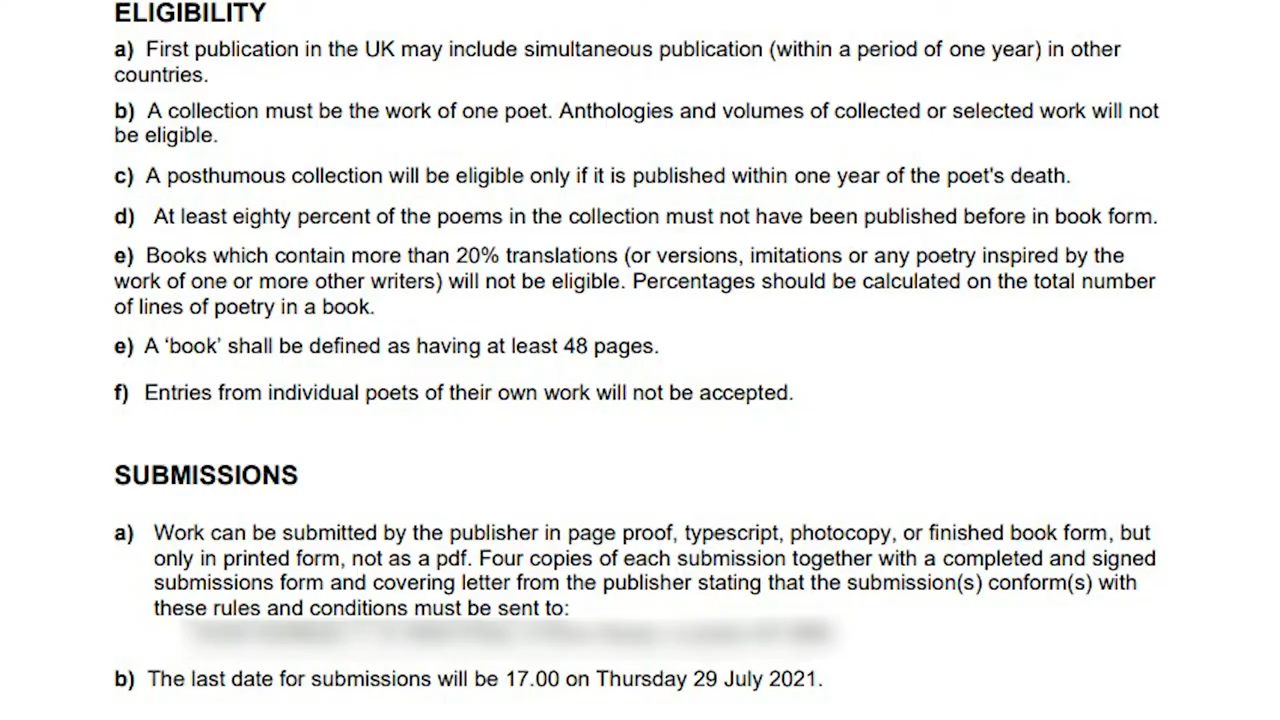 ELIGIBILITY
a) First publication in the UK may include simultaneous publication (within a period of one year) in other
countries.
b) A collection must be the work of one poet. Anthologies and volumes of collected or selected work will not
be eligible.
c) A posthumous collection will be eligible only if it is published within one year of the poet's death.
d) At least eighty percent of the poems in the collection must not have been published before in book form.
e) Books which contain more than 20% translations (or versions, imitations or any poetry inspired by the
work of one or more other writers) will not be eligible. Percentages should be calculated on the total number
of lines of poetry in a book.
e) A ‘book’ shall be defined as having at least 48 pages.
f) Entries from individual poets of their own work will not be accepted.
SUBMISSIONS
a) Work can be submitted by the publisher in page proof, typescript, photocopy, or finished book form, but
only in printed form, not as a pdf. Four copies of each submission together with a completed and signed
submissions form and covering letter from the publisher stating that the submission(s) conform(s) with
these rules and conditions must be sent to:
b) The last date for submissions will be 17.00 on Thursday 29 July 2021.